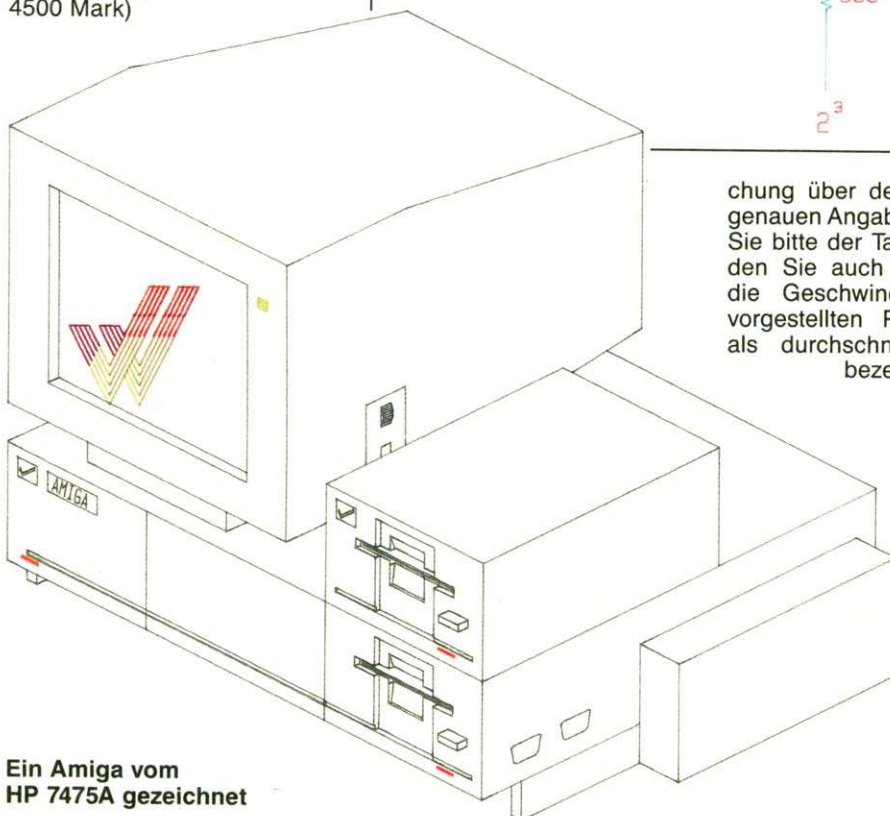 4500 Mark)
2³
chung über de
genauen Angab
Sie bitte der Ta
den Sie auch
die Geschwind
vorgestellten F
als durchschn
beze
AMIGA
Ein Amiga vom
HP 7475A gezeichnet